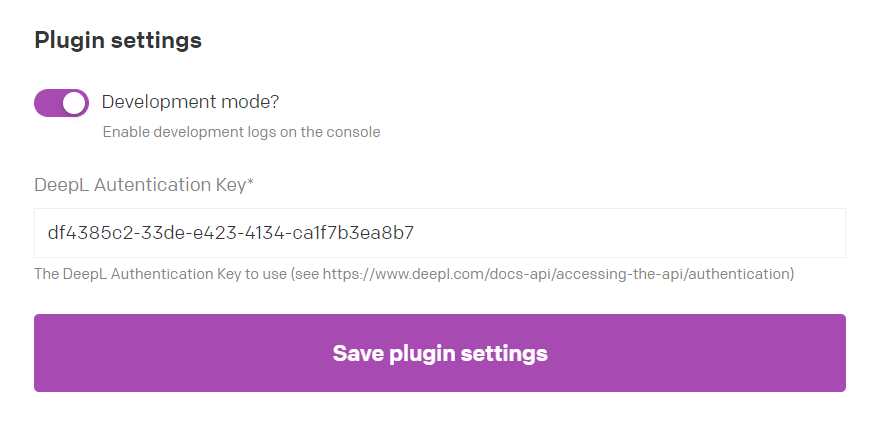 Plugin settings
Development mode?
Enable development logs on the console
DeepL Autentication Key*
df4385c2-33de-e423-4134-ca1f7b3ea8b7
The DeepL Authentication Key to use (see https://www.deepl.com/docs-api/accessing-the-api/authentication)
Save plugin settings